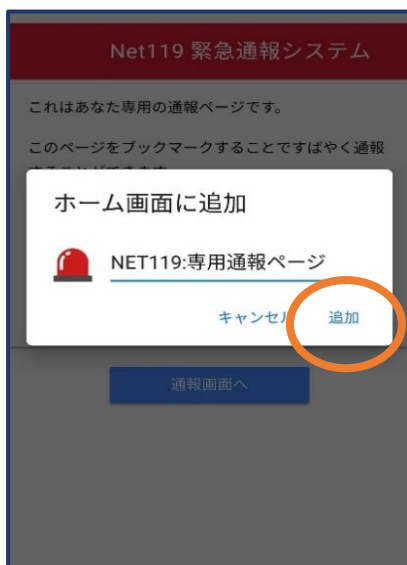 Net119 緊急通報システム
これはあなた専用の通報ページです。
このページをブックマークすることですばやく通報
ホーム画面に追加
NET119:専用通報ページ
キャンセル
追加
通報画面へ